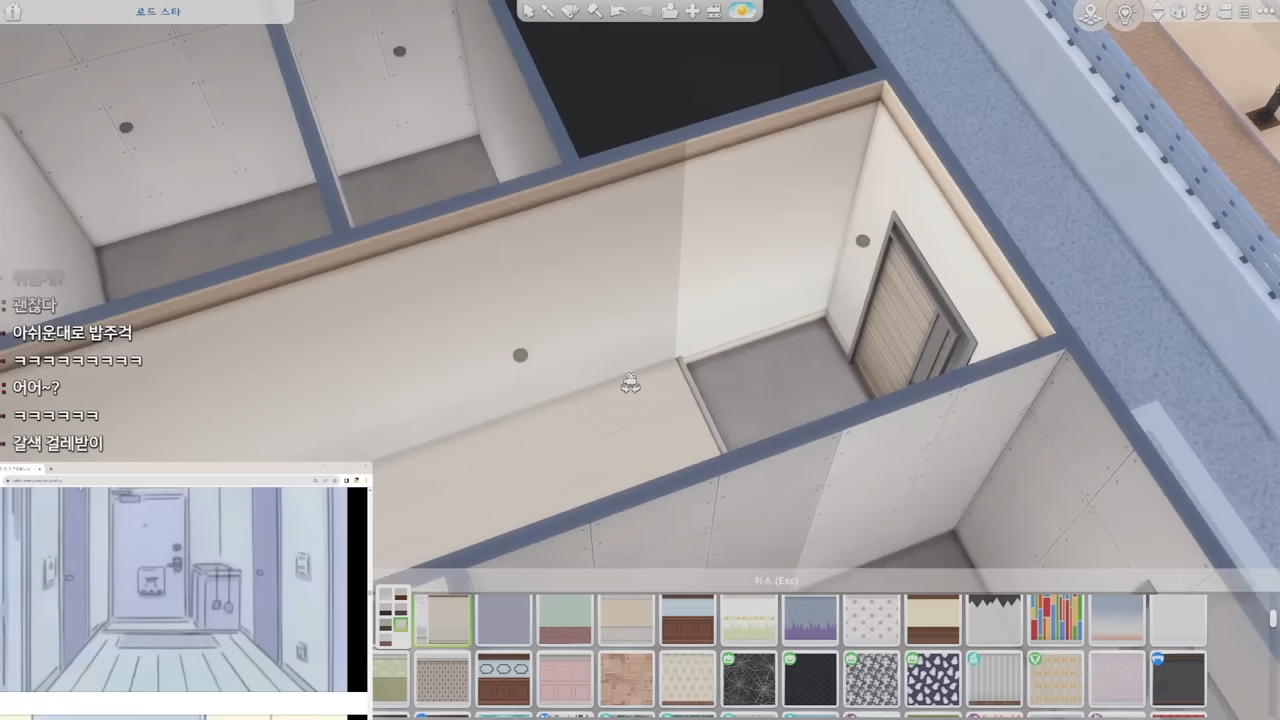 로드 스타
괜찮다
아쉬운대로 밥주걱
ㅋㅋㅋㅋㅋㅋㅋㅋㅋ
어어~?
ㅋㅋㅋㅋㅋㅋ
갈색 걸레받이
취소 (Esc)